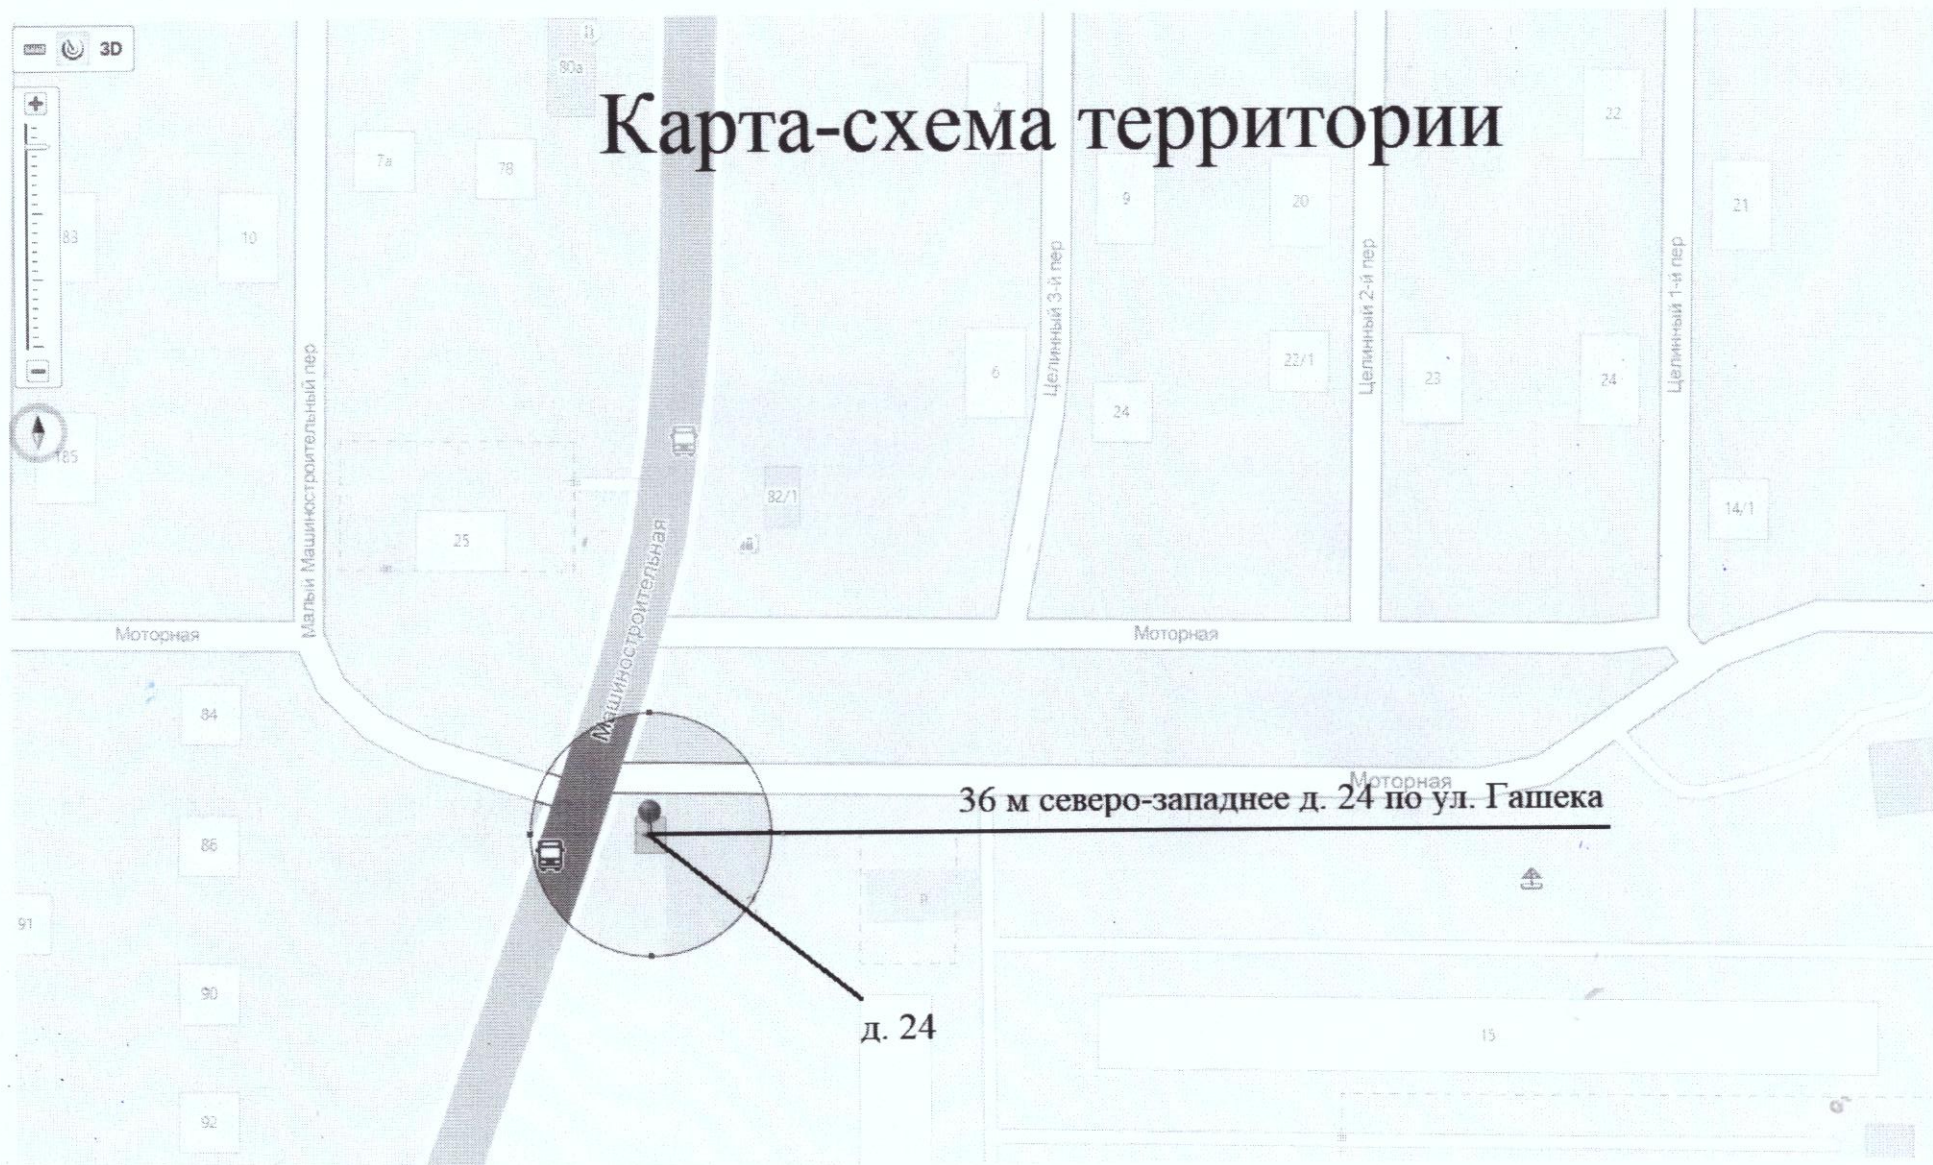 3D
80а
Карта-схема территории
4
22
7а
78
9
20
21
83
10
Целинный 3-й пер
Целинный 2-й пер
Целинный 1-й пер
Малый Машиностроительный пер
6
22/1
23
24
24
185
82/1
14/1
25
Машиностроительная
Моторная
Моторная
84
Моторная
36 м северо-западнее д. 24 по ул. Гашека
86
91
90
д. 24
15
92